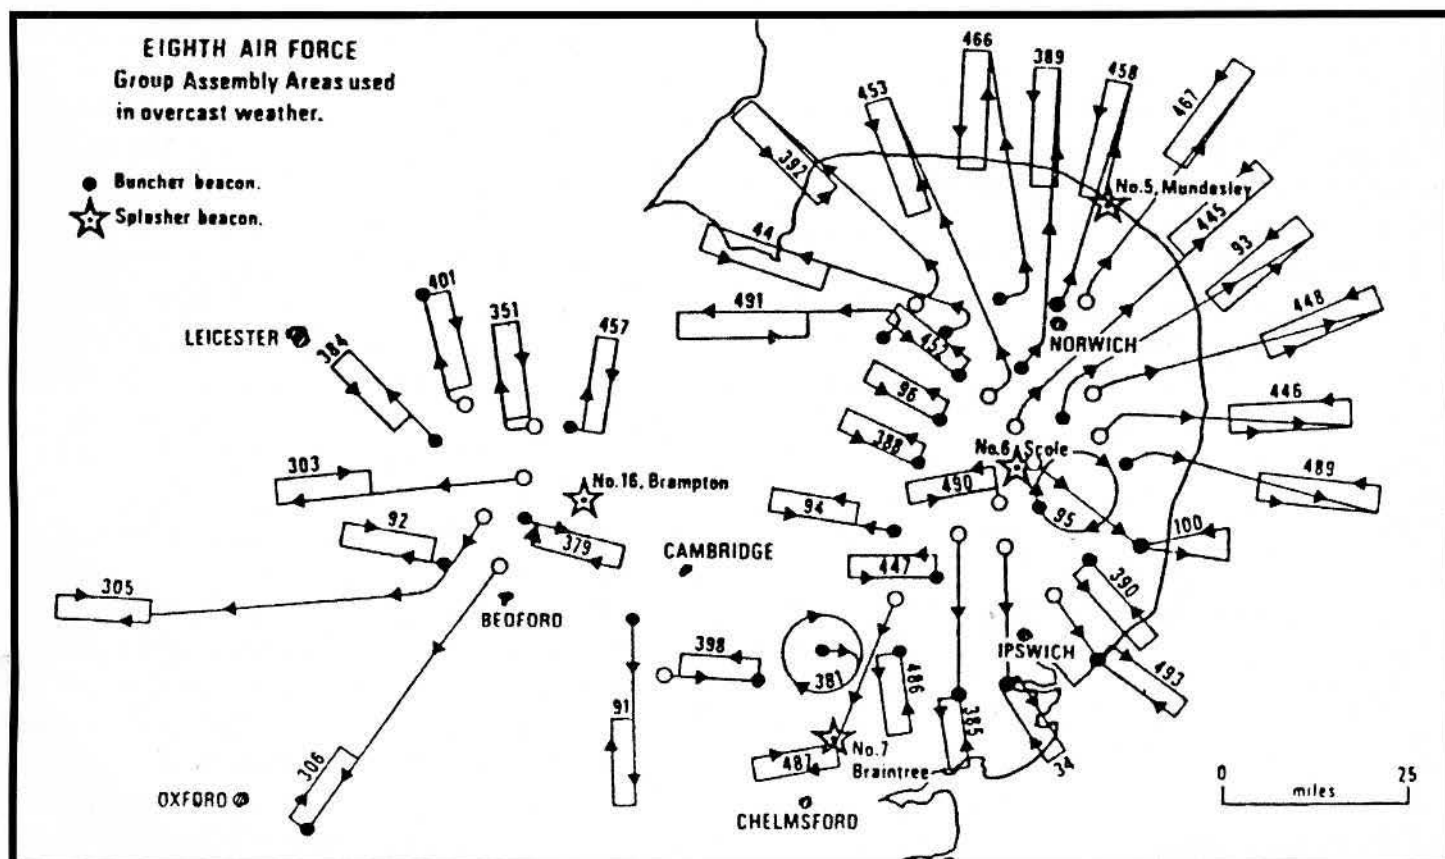 EIGHTH AIR FORCE
Group Assembly Areas used
in overcast weather.
Buncher beacon.
Splasher beacon.
466
389
458
453
467
392
No.5, Mundesley
445
44
93
401
491
448
351
457
LEICESTER
384
NORWICH
96
446
388
No.6, Scole
303
No.16, Brampton
490
489
94
95
92
100
379
CAMBRIDGE
447
390
305
BEDFORD
IPSWICH
398
381
486
493
91
385
No.7
Braintree
487
34
306
OXFORD
CHELMSFORD
0
25
miles